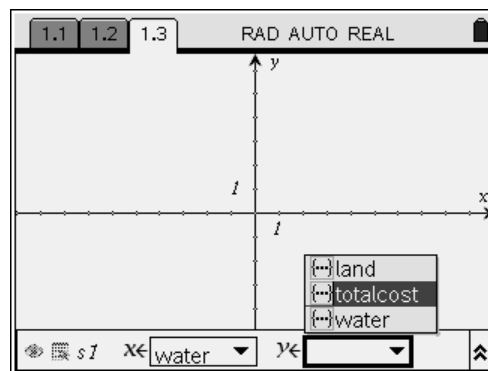 1.1 1.2 1.3 RAD AUTO REAL
y
1
x
1
{···}land
{···}totalcost
{···}water
s1 x← water y←